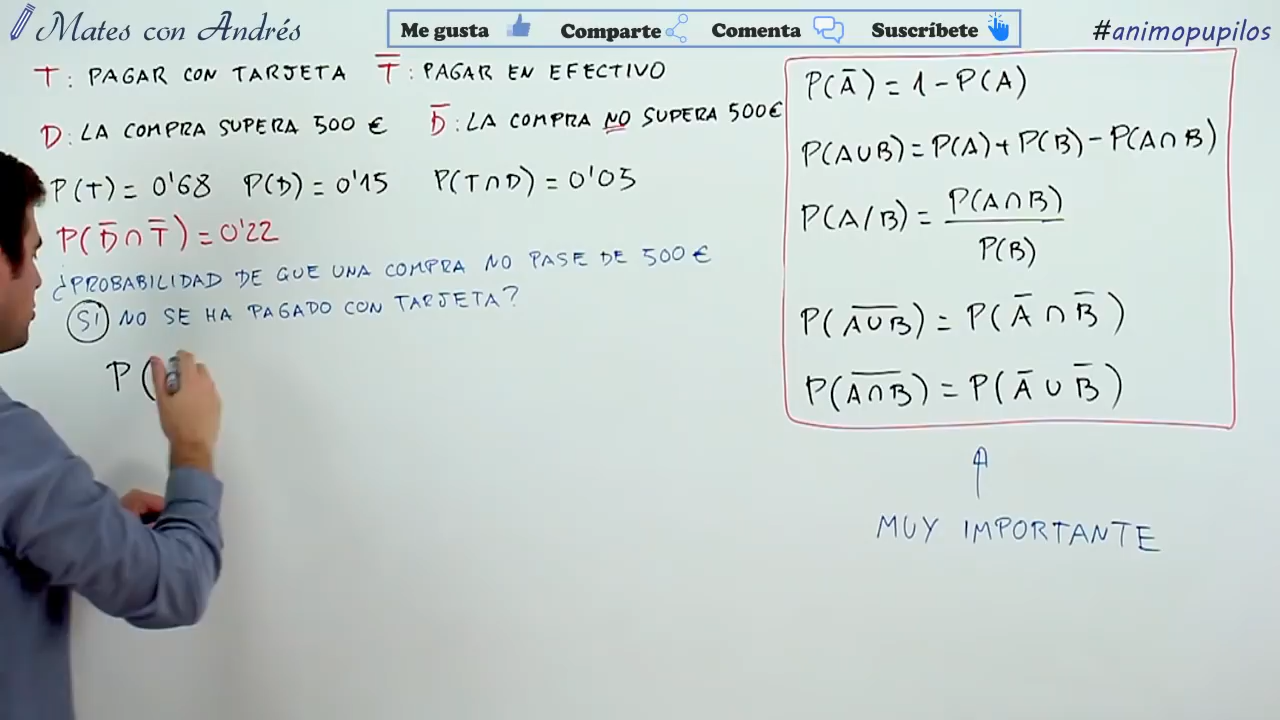 Mates con Andrés
Me gusta Comparte Comenta Suscríbete
#animopupilos
T: PAGAR CON TARJETA T̅: PAGAR EN EFECTIVO
D: LA COMPRA SUPERA 500 € D̅: LA COMPRA NO SUPERA 500€
P(T) = 0'68 P(D) = 0'15 P(T∩D) = 0'05
P(D̅∩T̅) = 0'22
¿PROBABILIDAD DE QUE UNA COMPRA NO PASE DE 500 €
SI NO SE HA PAGADO CON TARJETA?
P(
P(A̅) = 1 - P(A)
P(A∪B) = P(A) + P(B) - P(A∩B)
P(A/B) = P(A∩B)
P(B)
P(A̅∪̅B̅) = P(A̅ ∩ B̅)
P(A̅∩̅B̅) = P(A̅ ∪ B̅)
MUY IMPORTANTE